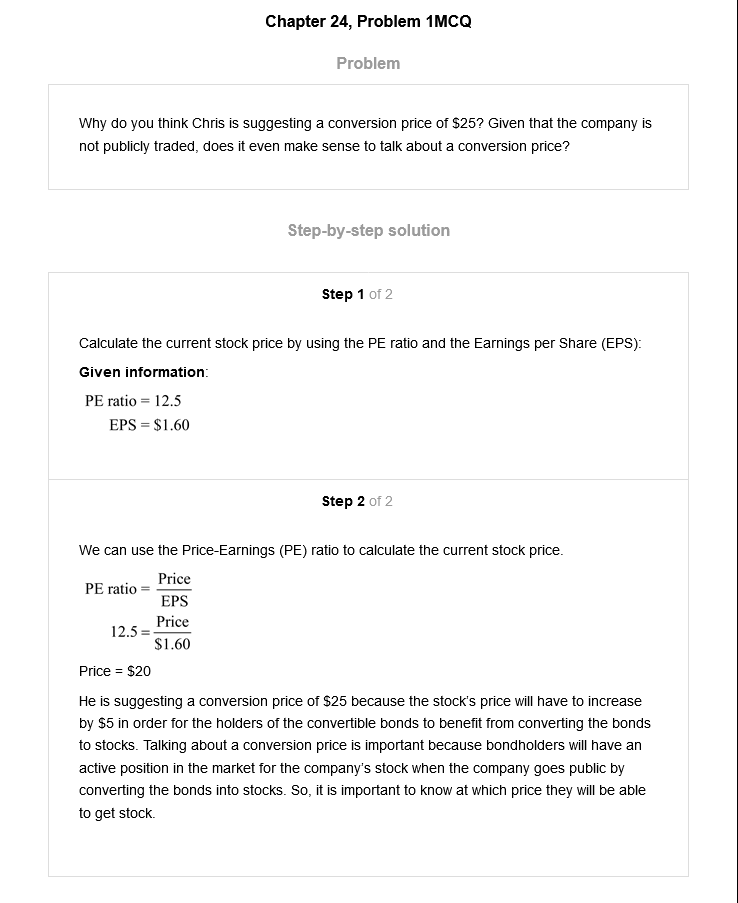 Chapter 24, Problem 1MCQ
Problem
Why do you think Chris is suggesting a conversion price of $25? Given that the company is
not publicly traded, does it even make sense to talk about a conversion price?
Step-by-step solution
Step 1 of 2
Calculate the current stock price by using the PE ratio and the Earnings per Share (EPS):
Given information:
PE ratio = 12.5
EPS = $1.60
Step 2 of 2
We can use the Price-Earnings (PE) ratio to calculate the current stock price.
PE ratio = Price
EPS
12.5 = Price
$1.60
Price = $20
He is suggesting a conversion price of $25 because the stock's price will have to increase
by $5 in order for the holders of the convertible bonds to benefit from converting the bonds
to stocks. Talking about a conversion price is important because bondholders will have an
active position in the market for the company's stock when the company goes public by
converting the bonds into stocks. So, it is important to know at which price they will be able
to get stock.